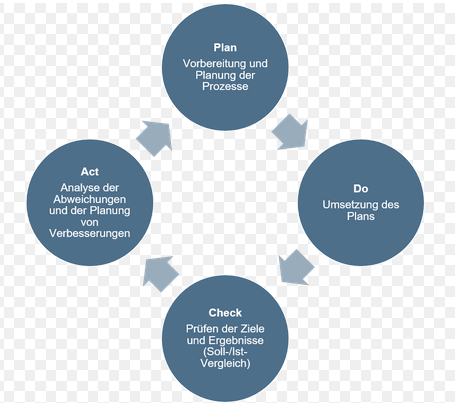 Plan
Vorbereitung und
Planung der
Prozesse
Do
Umsetzung des
Plans
Check
Prüfen der Ziele
und Ergebnisse
(Soll-/Ist-
Vergleich)
Act
Analyse der
Abweichungen
und der Planung
von
Verbesserungen